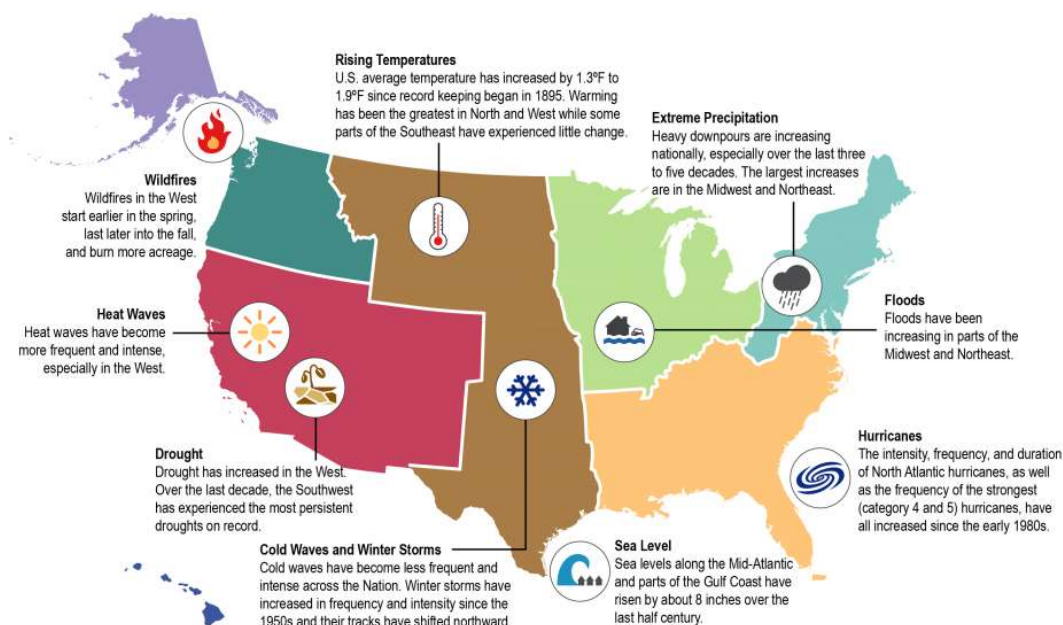 Rising Temperatures
U.S. average temperature has increased by 1.3ºF to
1.9ºF since record keeping began in 1895. Warming
has been the greatest in North and West while some
parts of the Southeast have experienced little change.
Extreme Precipitation
Heavy downpours are increasing
nationally, especially over the last three
to five decades. The largest increases
are in the Midwest and Northeast.
Wildfires
Wildfires in the West
start earlier in the spring,
last later into the fall,
and burn more acreage.
Heat Waves
Heat waves have become
more frequent and intense,
especially in the West.
Floods
Floods have been
increasing in parts of the
Midwest and Northeast.
Drought
Drought has increased in the West.
Over the last decade, the Southwest
has experienced the most persistent
droughts on record.
Hurricanes
The intensity, frequency, and duration
of North Atlantic hurricanes, as well
as the frequency of the strongest
(category 4 and 5) hurricanes, have
all increased since the early 1980s.
Cold Waves and Winter Storms
Cold waves have become less frequent and
intense across the Nation. Winter storms have
increased in frequency and intensity since the
1950s and their tracks have shifted northward
Sea Level
Sea levels along the Mid-Atlantic
and parts of the Gulf Coast have
risen by about 8 inches over the
last half century.